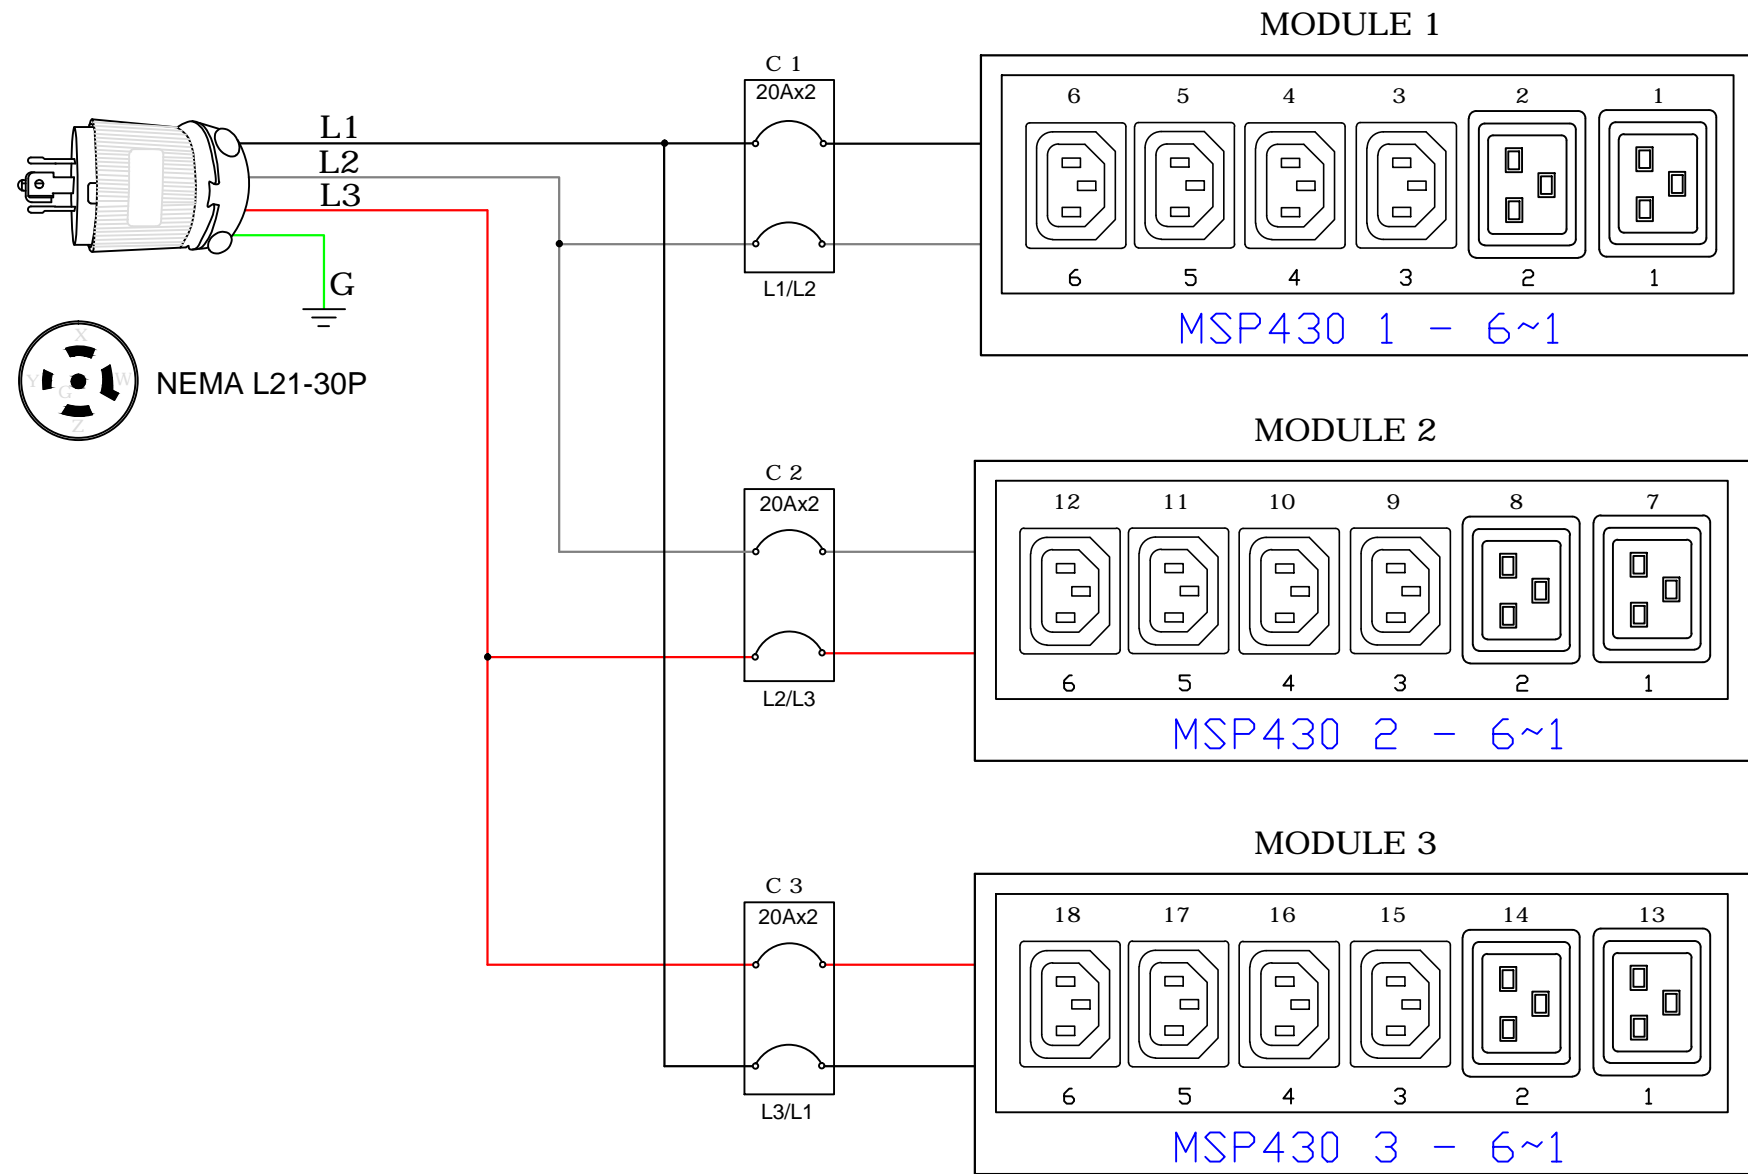 MODULE 1
C 1
20Ax2
L1
L2
L3
G
L1/L2
6 5 4 3 2 1
6 5 4 3 2 1
MSP430 1 - 6~1
X
Y
W
G
Z
NEMA L21-30P
MODULE 2
C 2
20Ax2
L2/L3
12 11 10 9 8 7
6 5 4 3 2 1
MSP430 2 - 6~1
MODULE 3
C 3
20Ax2
L3/L1
18 17 16 15 14 13
6 5 4 3 2 1
MSP430 3 - 6~1